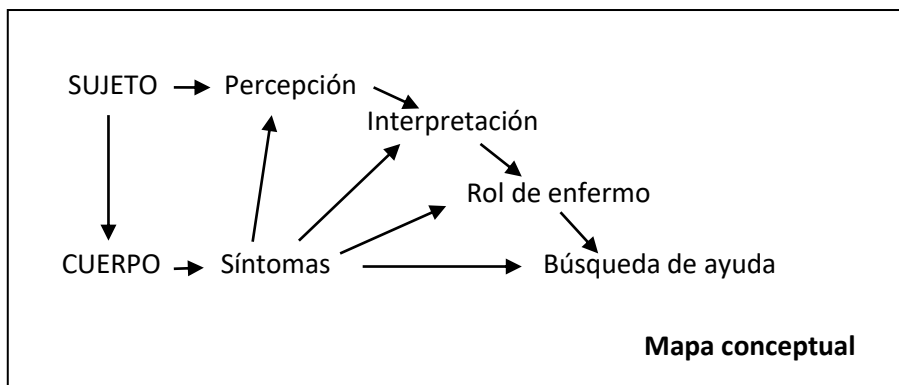 SUJETO Percepción
Interpretación
Rol de enfermo
CUERPO Síntomas Búsqueda de ayuda
Mapa conceptual